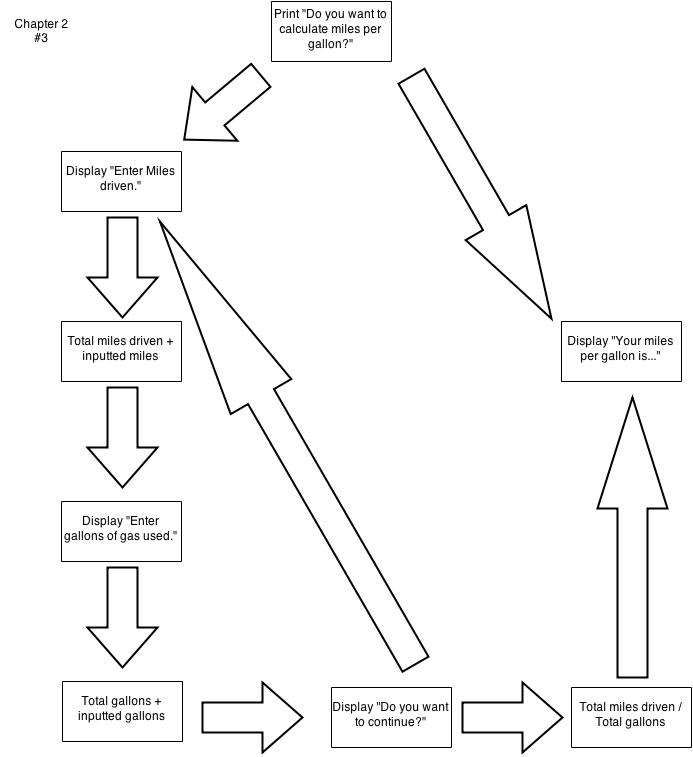 Chapter 2
#3
Print "Do you want to
calculate miles per
gallon?"
Display "Enter Miles
driven."
Total miles driven +
inputted miles
Display "Your miles
per gallon is..."
Display "Enter
gallons of gas used."
Total gallons +
inputted gallons
Display "Do you want
to continue?"
Total miles driven /
Total gallons